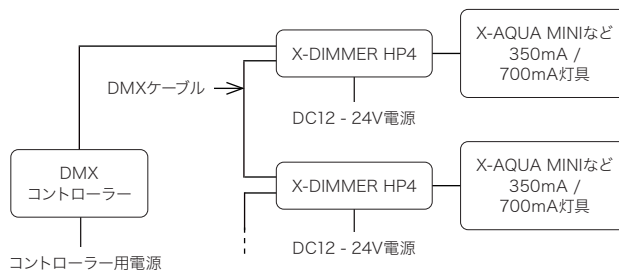 X-DIMMER HP4
X-AQUA MINIなど
350mA /
700mA灯具
DMXケーブル
DC12 - 24V電源
DMX
コントローラー
X-DIMMER HP4
X-AQUA MINIなど
350mA /
700mA灯具
DC12 - 24V電源
コントローラー用電源